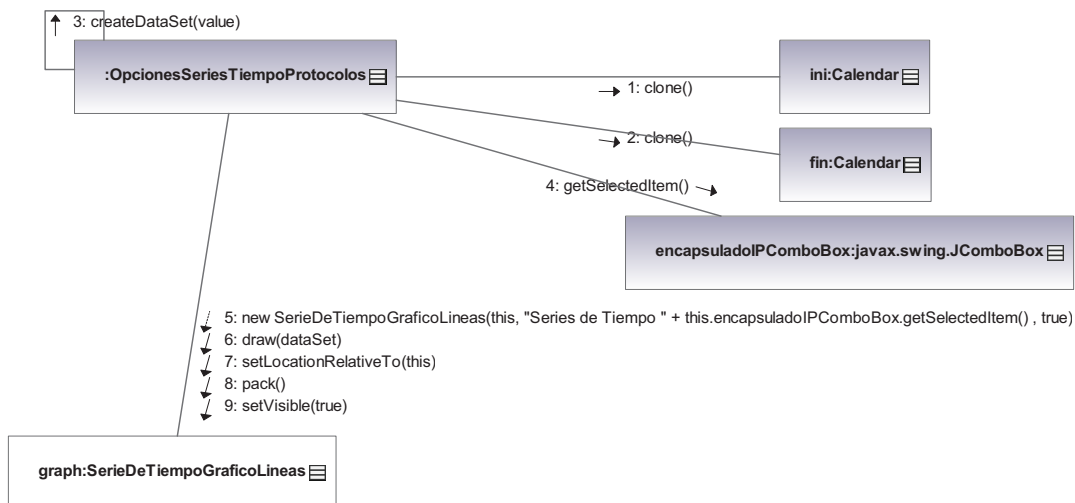 3: createDataSet(value)
:OpcionesSeriesTiempoProtocolos
ini:Calendar
1: clone()
2: clone()
fin:Calendar
4: getSelectedItem()
encapsuladoIPComboBox:javax.swing.JComboBox
5: new SerieDeTiempoGraficoLineas(this, "Series de Tiempo " + this.encapsuladoIPComboBox.getSelectedItem() , true)
6: draw(dataSet)
7: setLocationRelativeTo(this)
8: pack()
9: setVisible(true)
graph:SerieDeTiempoGraficoLineas